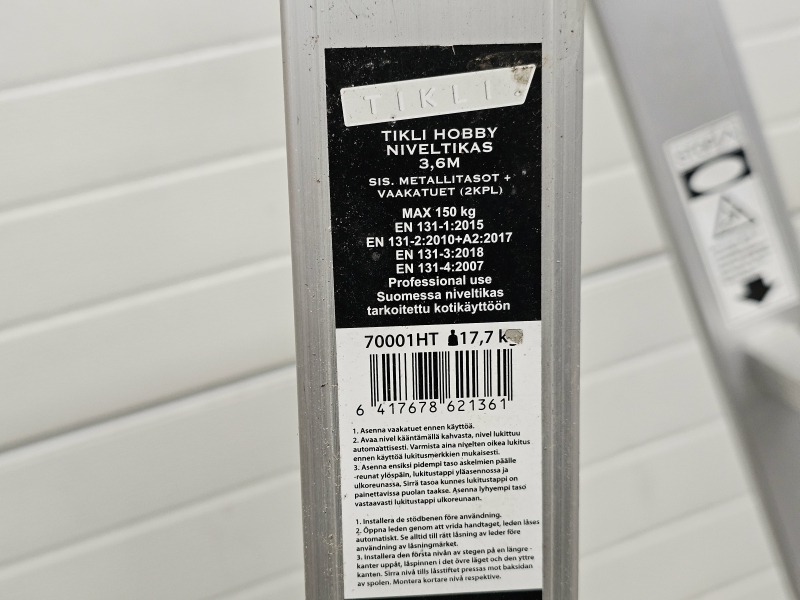 TIKLI
TIKLI HOBBY
NIVELTIKAS
3,6M
SIS. METALLITASOT +
VAAKATUET (2KPL)
MAX 150 kg
EN 131-1:2015
EN 131-2:2010+A2:2017
EN 131-3:2018
EN 131-4:2007
Professional use
Suomessa niveltikas
tarkoitettu kotikäyttöön
70001HT 17,7 k
6 417678 621361
1. Asenna vaakatuet ennen käyttöä.
2. Avaa nivel kääntämällä kahvasta, nivel lukittuu
automaattisesti. Varmista aina nivelten oikea lukitus
ennen käyttöä lukitusmerkkien mukaisesti.
3. Asenna ensiksi pidempi taso askelmien päälle
-reunat ylöspäin, lukitustappi yläasennossa ja
ulkoreunassa, Siirrä tasoa kunnes lukitustappi on
painettavissa puolan taakse. Asenna lyhyempi taso
vastaavasti lukitustappi ulkoreunaan.
1. Installera de stödbenen före användning.
2. Öppna leden genom att vrida handtaget, leden låses
automatiskt. Se alltid till rätt låsning av leder före
användning av låsningmärket.
3. Installera den första nivån av stegen på en längre -
kanter uppåt, låspinnen i det övre läget och den yttre
kanten. Sirra nivå tills låsstiftet pressas mot baksidan
av spolen. Montera kortare nivå respektive.